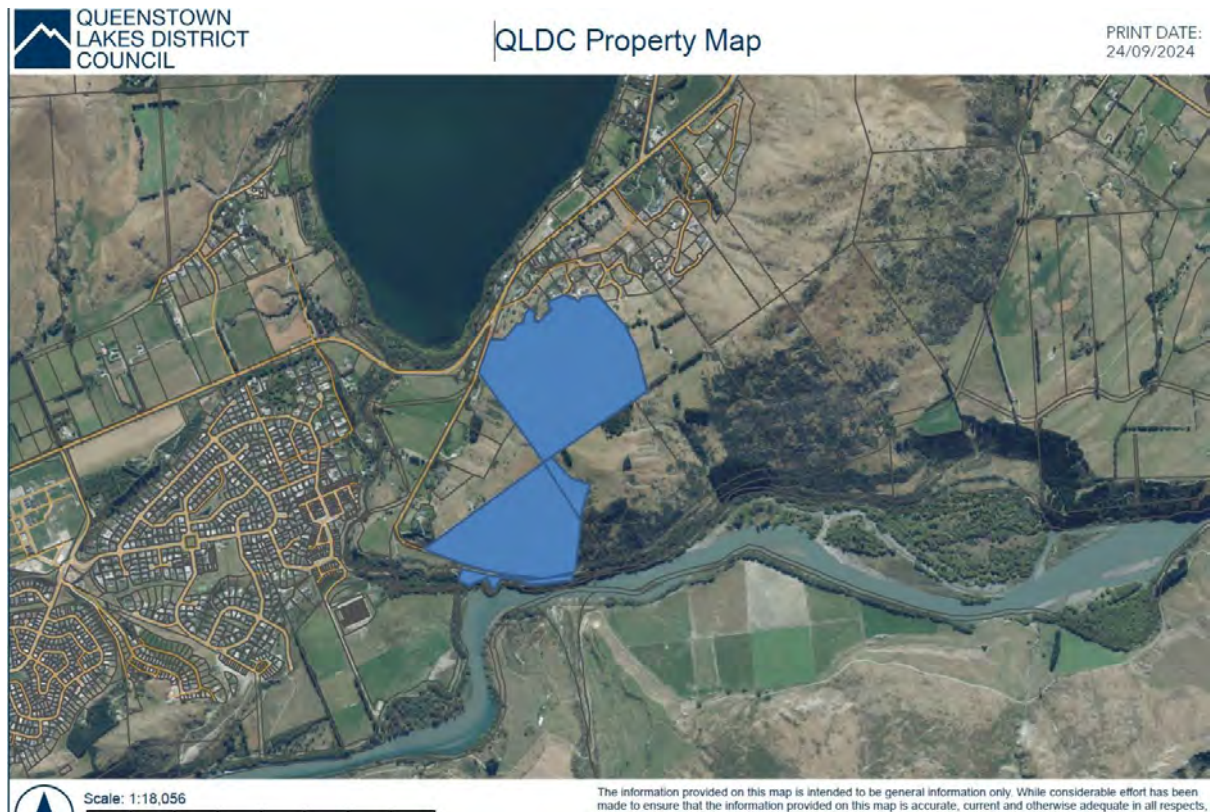 QUEENSTOWN
LAKES DISTRICT
COUNCIL
QLDC Property Map
PRINT DATE:
24/09/2024
Scale: 1:18,056
The information provided on this map is intended to be general information only. While considerable effort has been
made to ensure that the information provided on this map is accurate, current and otherwise adequate in all respects,